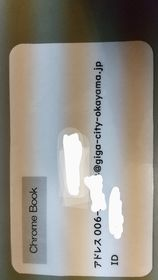 Chrome Book
アドレス 006-
@giga-city-okayama.jp
ID